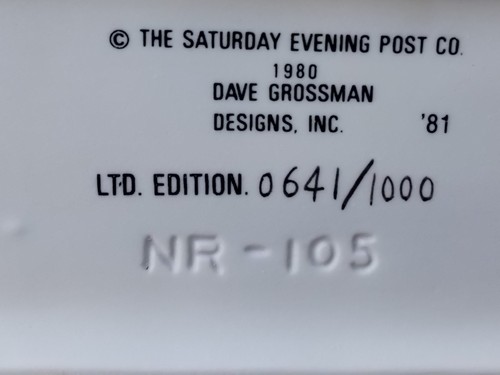 © THE SATURDAY EVENING POST CO.
1980
DAVE GROSSMAN
DESIGNS, INC. '81
LTD. EDITION. 0641/1000
NR-105